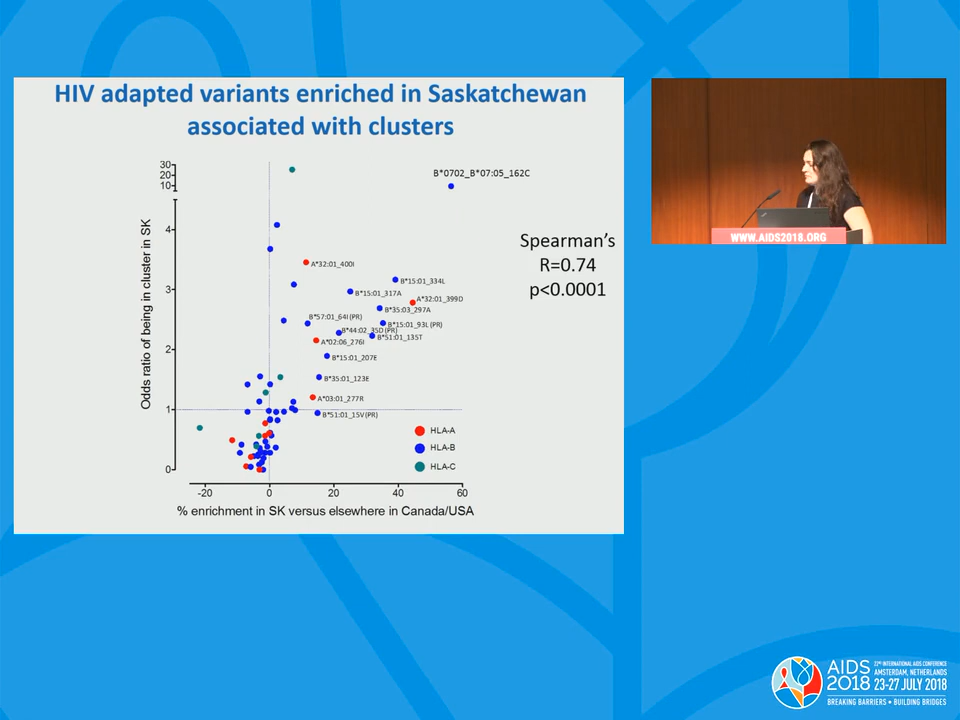 HIV adapted variants enriched in Saskatchewan
associated with clusters
30
20
10
4
3
2
1
0
Odds ratio of being in cluster in SK
B*0702_B*07:05_162C
Spearman's
R=0.74
p<0.0001
A*32:01_400I
B*15:01_334L
B*15:01_317A
A*32:01_399D
B*35:03_297A
B*57:01_64I (PR)
B*15:01_93L (PR)
B*44:02_35D (PR)
B*51:01_135T
A*02:06_276I
B*15:01_207E
B*35:01_123E
A*03:01_277R
B*51:01_15V (PR)
HLA-A
HLA-B
HLA-C
-20 0 20 40 60
% enrichment in SK versus elsewhere in Canada/USA
WWW.AIDS2018.ORG
AIDS
2018
22ND INTERNATIONAL AIDS CONFERENCE
AMSTERDAM, NETHERLANDS
23-27 JULY 2018
BREAKING BARRIERS • BUILDING BRIDGES